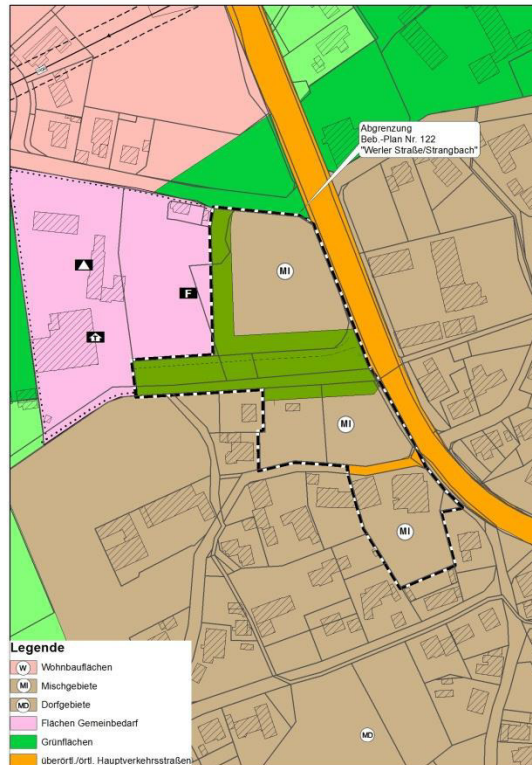 Abgrenzung
Beb.-Plan Nr. 122
"Werler Straße/Strangbach"
MI
F
MI
MI
MD
Legende
W Wohnbauflächen
MI Mischgebiete
MD Dorfgebiete
Flächen Gemeinbedarf
Grünflächen
überörtl./örtl. Hauptverkehrsstraßen